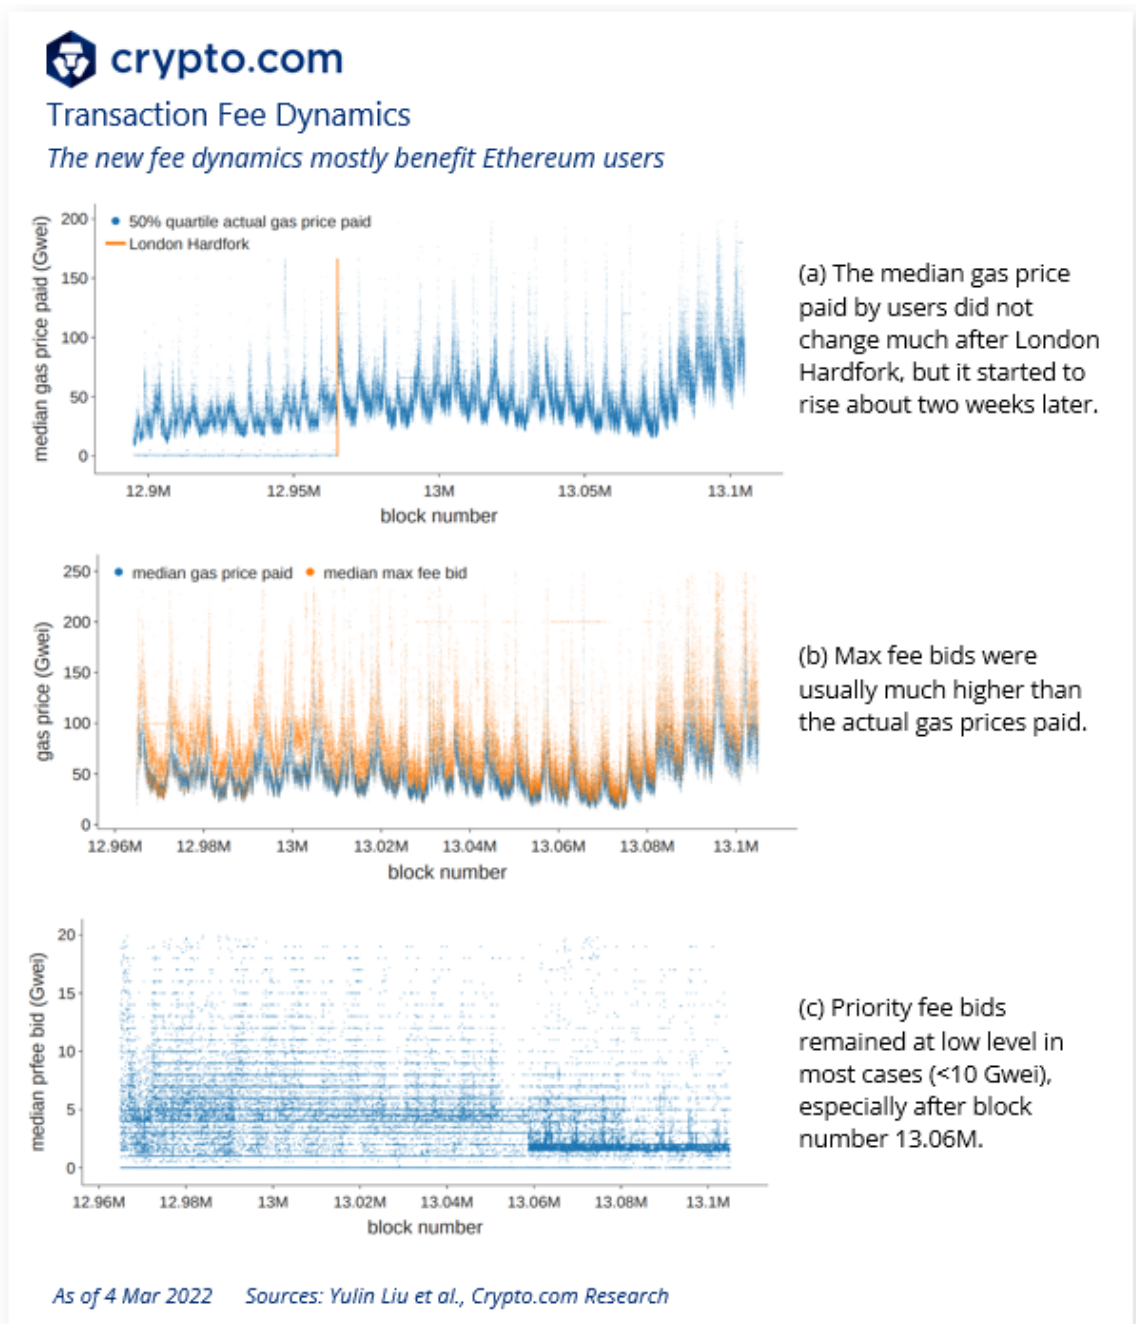 crypto.com
Transaction Fee Dynamics
The new fee dynamics mostly benefit Ethereum users
median gas price paid (Gwei)
200
150
100
50
0
50% quartile actual gas price paid
London Hardfork
12.9M 12.95M 13M 13.05M 13.1M
block number
(a) The median gas price
paid by users did not
change much after London
Hardfork, but it started to
rise about two weeks later.
gas price (Gwei)
250
200
150
100
50
0
median gas price paid median max fee bid
12.96M 12.98M 13M 13.02M 13.04M 13.06M 13.08M 13.1M
block number
(b) Max fee bids were
usually much higher than
the actual gas prices paid.
median prfee bid (Gwei)
20
15
10
5
0
12.96M 12.98M 13M 13.02M 13.04M 13.06M 13.08M 13.1M
block number
(c) Priority fee bids
remained at low level in
most cases (<10 Gwei),
especially after block
number 13.06M.
As of 4 Mar 2022 Sources: Yulin Liu et al., Crypto.com Research